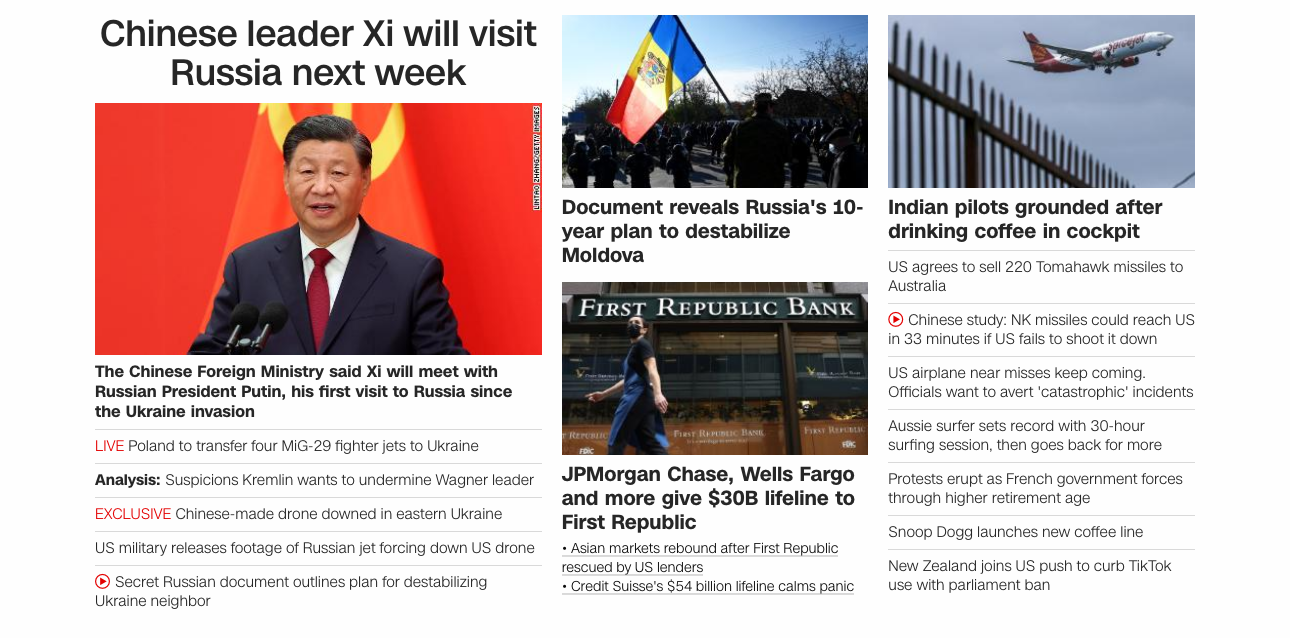 Chinese leader Xi will visit
Russia next week
LINTAO ZHANG/GETTY IMAGES
The Chinese Foreign Ministry said Xi will meet with
Russian President Putin, his first visit to Russia since
the Ukraine invasion
LIVE Poland to transfer four MiG-29 fighter jets to Ukraine
Analysis: Suspicions Kremlin wants to undermine Wagner leader
EXCLUSIVE Chinese-made drone downed in eastern Ukraine
US military releases footage of Russian jet forcing down US drone
Secret Russian document outlines plan for destabilizing
Ukraine neighbor
Document reveals Russia's 10-
year plan to destabilize
Moldova
FIRST REPUBLIC BANK
T REPUBLIC BANK
FIRST REPUBLIC BANK
FIRST REPUBLIC
FDIC
FDIC
JPMorgan Chase, Wells Fargo
and more give $30B lifeline to
First Republic
• Asian markets rebound after First Republic
rescued by US lenders
• Credit Suisse's $54 billion lifeline calms panic
Spicejet
Indian pilots grounded after
drinking coffee in cockpit
US agrees to sell 220 Tomahawk missiles to
Australia
Chinese study: NK missiles could reach US
in 33 minutes if US fails to shoot it down
US airplane near misses keep coming.
Officials want to avert 'catastrophic' incidents
Aussie surfer sets record with 30-hour
surfing session, then goes back for more
Protests erupt as French government forces
through higher retirement age
Snoop Dogg launches new coffee line
New Zealand joins US push to curb TikTok
use with parliament ban